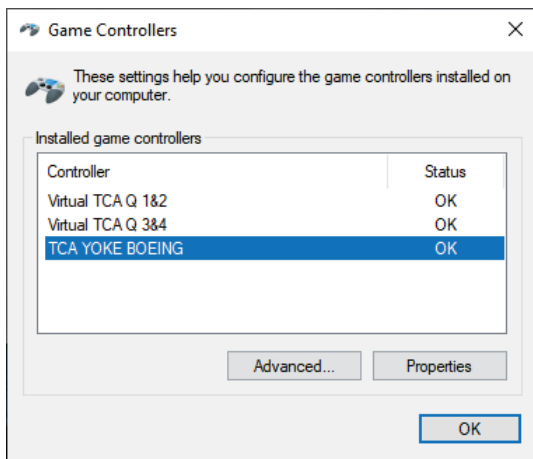 Game Controllers
These settings help you configure the game controllers installed on
your computer.
Installed game controllers
Controller Status
Virtual TCA Q 1&2 OK
Virtual TCA Q 3&4 OK
TCA YOKE BOEING OK
Advanced... Properties
OK